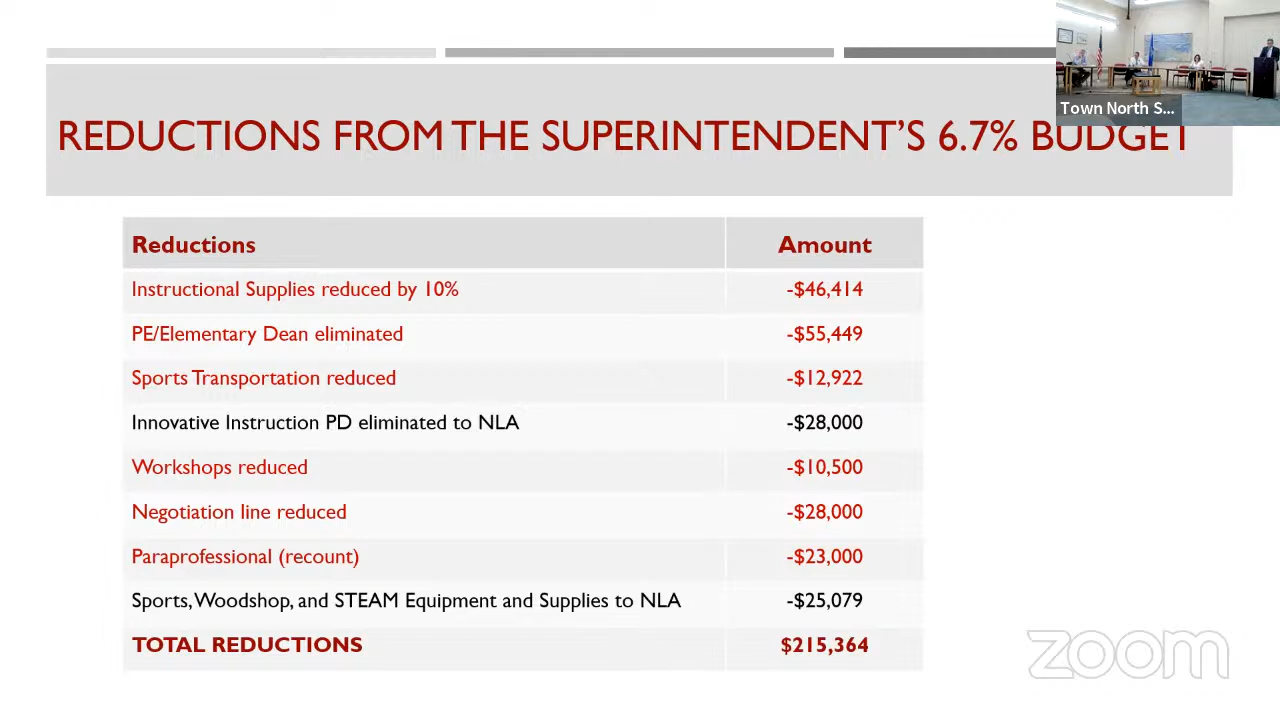 Town North S...
REDUCTIONS FROM THE SUPERINTENDENT'S 6.7% BUDGET
Reductions Amount
Instructional Supplies reduced by 10% -$46,414
PE/Elementary Dean eliminated -$55,449
Sports Transportation reduced -$12,922
Innovative Instruction PD eliminated to NLA -$28,000
Workshops reduced -$10,500
Negotiation line reduced -$28,000
Paraprofessional (recount) -$23,000
Sports, Woodshop, and STEAM Equipment and Supplies to NLA -$25,079
TOTAL REDUCTIONS $215,364
zoom